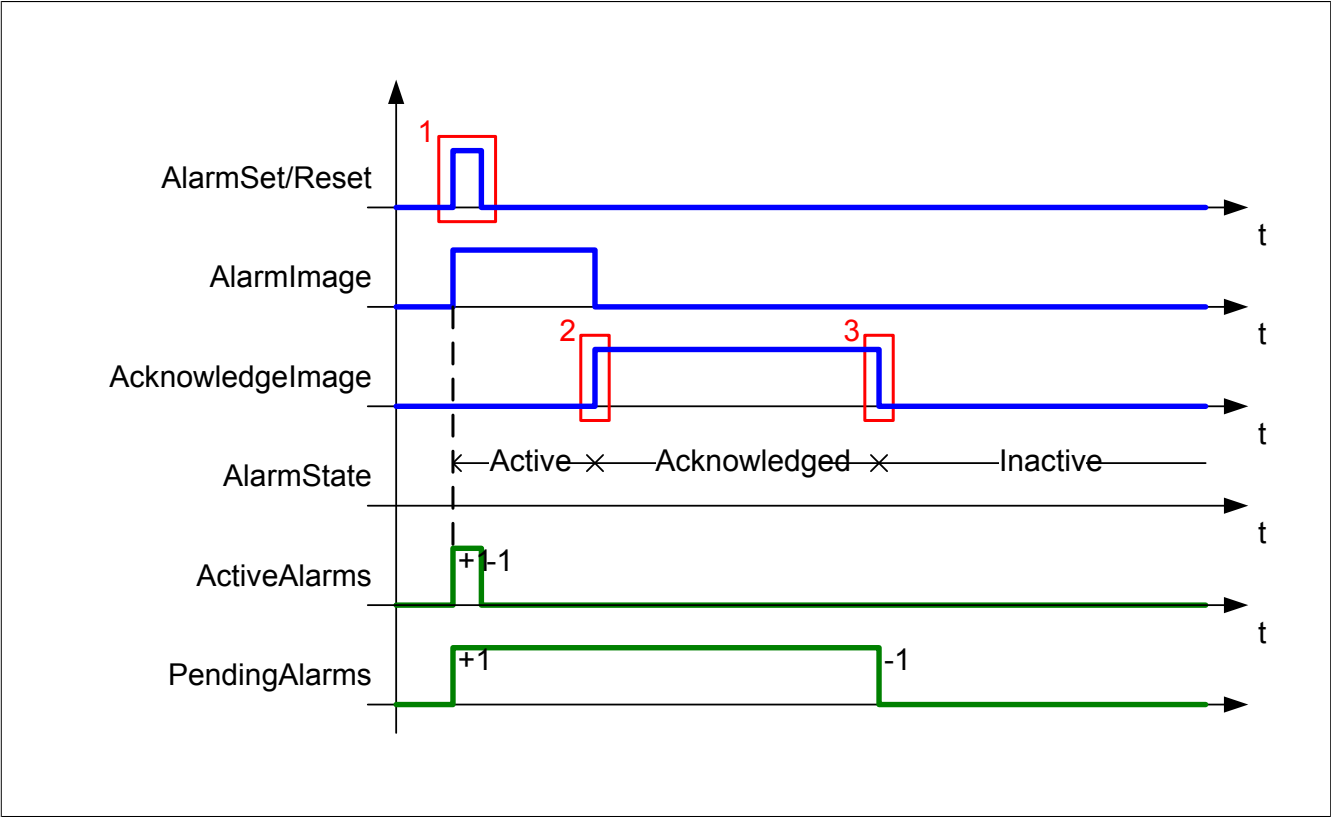 1
AlarmSet/Reset
t
AlarmImage
t
2
3
AcknowledgeImage
t
Active
Acknowledged
Inactive
AlarmState
t
+1
-1
ActiveAlarms
t
+1
-1
PendingAlarms